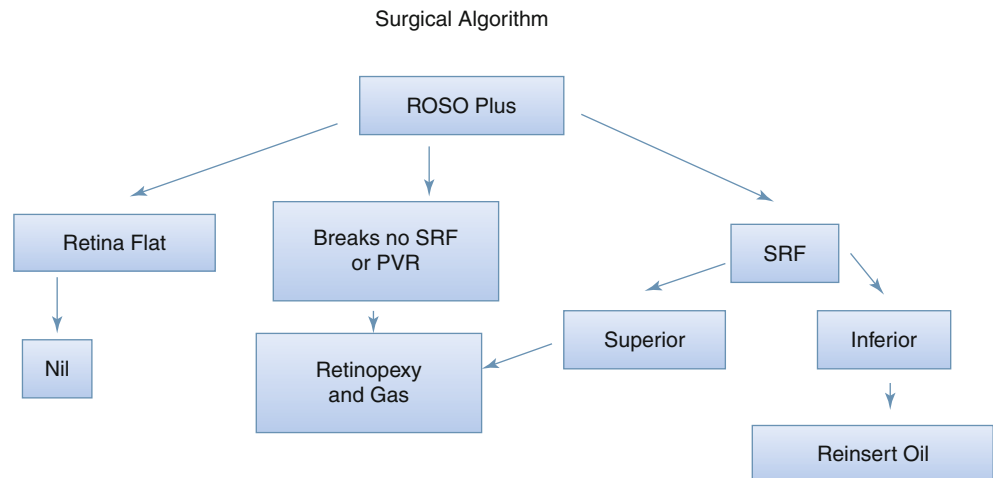 Surgical Algorithm
ROSO Plus
Retina Flat
Breaks no SRF
or PVR
SRF
Nil
Retinopexy
and Gas
Superior
Inferior
Reinsert Oil